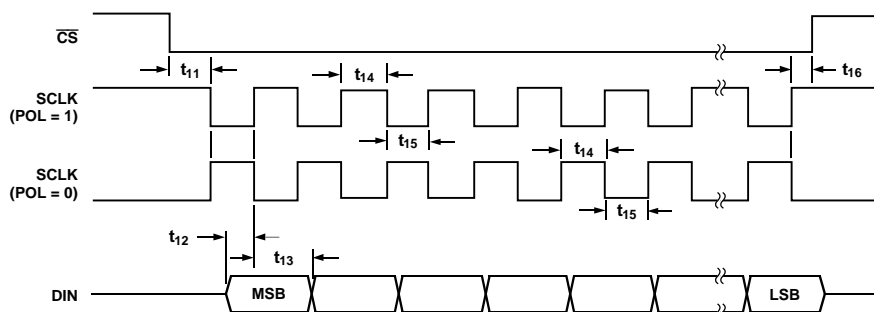 CS
t11
t14
t16
SCLK
(POL = 1)
t15
t14
SCLK
(POL = 0)
t15
t12
t13
DIN
MSB
LSB